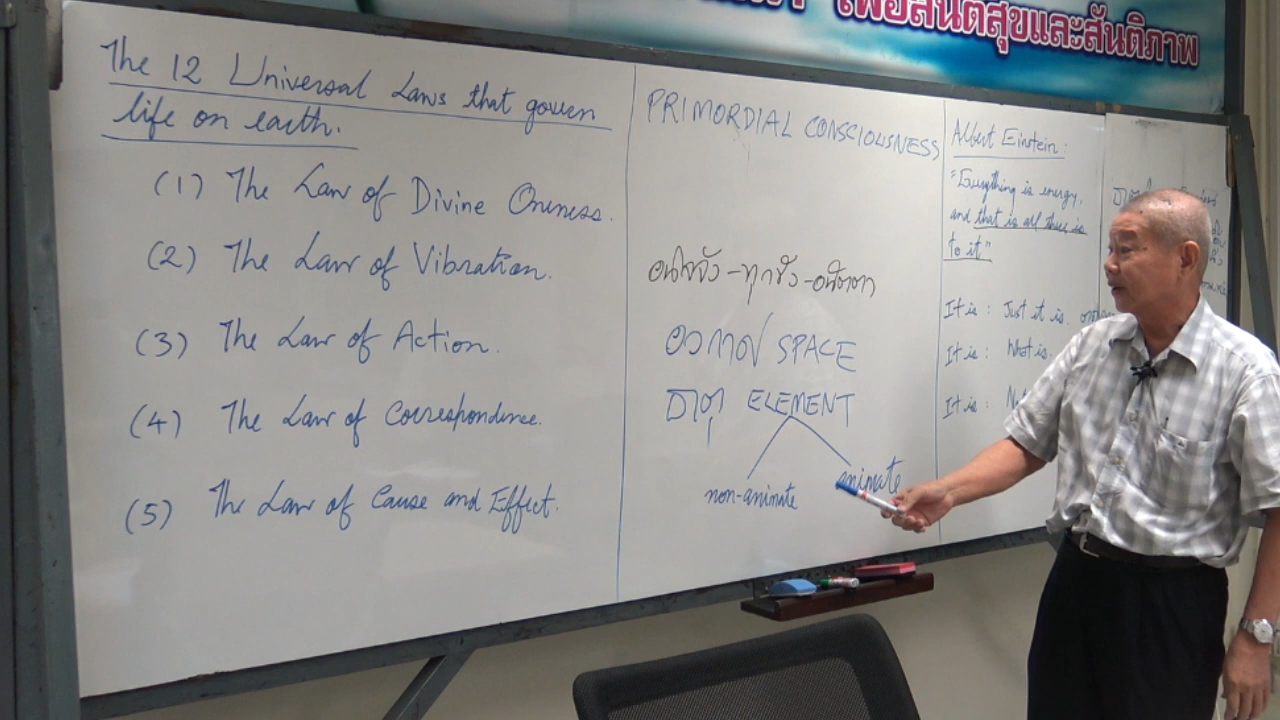 เพื่อสันติสุขและสันติภาพ
The 12 Universal Laws that govern
life on earth.
(1) The Law of Divine Oneness.
(2) The Law of Vibration.
(3) The Law of Action.
(4) The Law of Correspondence.
(5) The Law of Cause and Effect.
PRIMORDIAL CONSCIOUSNESS
อนิจจัง-ทุกขัง-อนัตตา
อวกาศ SPACE
ธาตุ ELEMENT
non-animate animate
Albert Einstein:
"Everything is energy,
and that is all there is
to it"
It is: Just it is.
It is: What is.
It is: